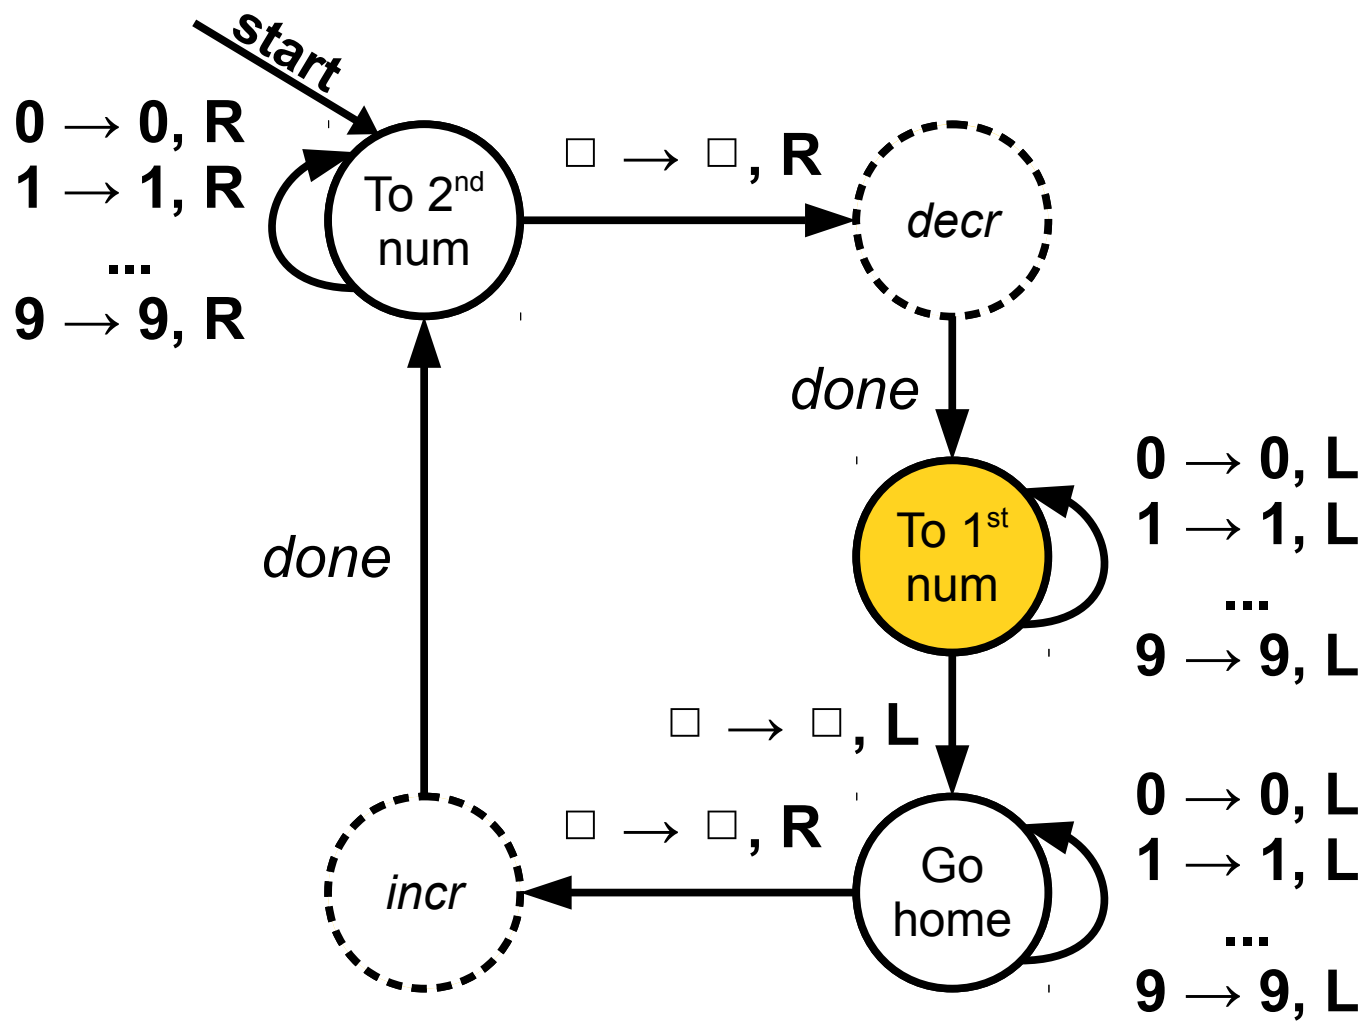 start
0 → 0, R
1 → 1, R
...
9 → 9, R
To 2nd
num
□ → □, R
decr
done
To 1st
num
0 → 0, L
1 → 1, L
...
9 → 9, L
done
□ → □, L
Go
home
0 → 0, L
1 → 1, L
...
9 → 9, L
□ → □, R
incr